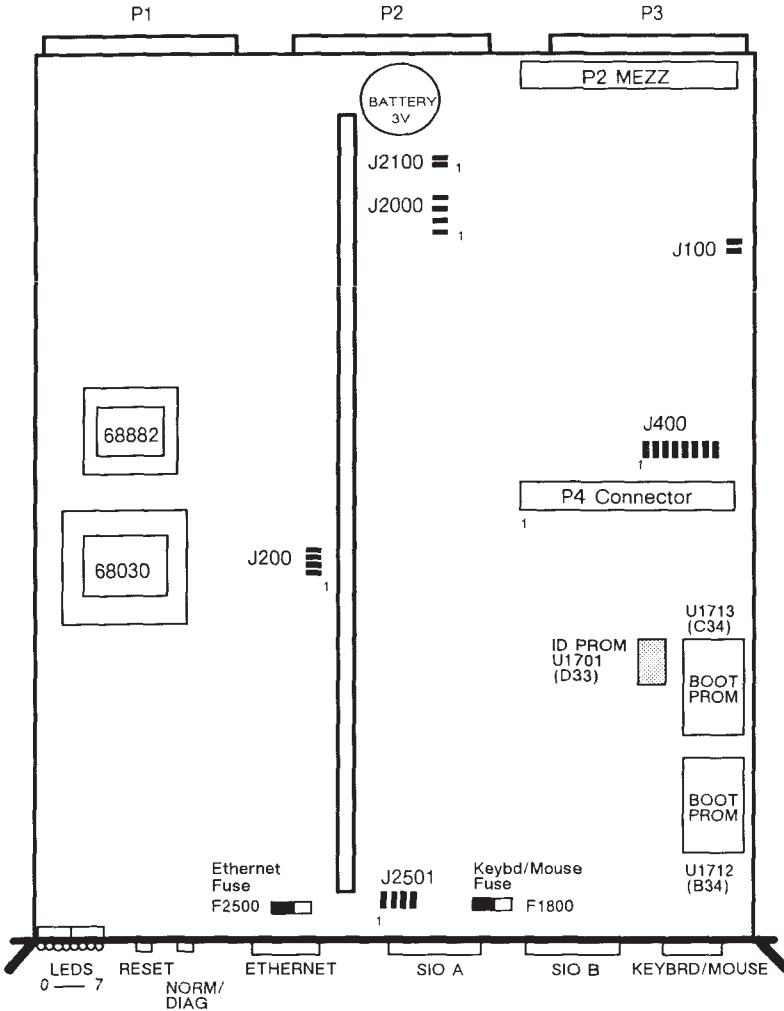 P1
P2
P3
P2 MEZZ
BATTERY
3V
J2100
1
J2000
1
J100
68882
J400
1
P4 Connector
1
68030
J200
1
U1713
(C34)
ID PROM
U1701
(D33)
BOOT
PROM
BOOT
PROM
U1712
(B34)
Ethernet
Fuse
F2500
J2501
1
Keybd/Mouse
Fuse
F1800
LEDS
0 — 7
RESET
NORM/
DIAG
ETHERNET
SIO A
SIO B
KEYBRD/MOUSE